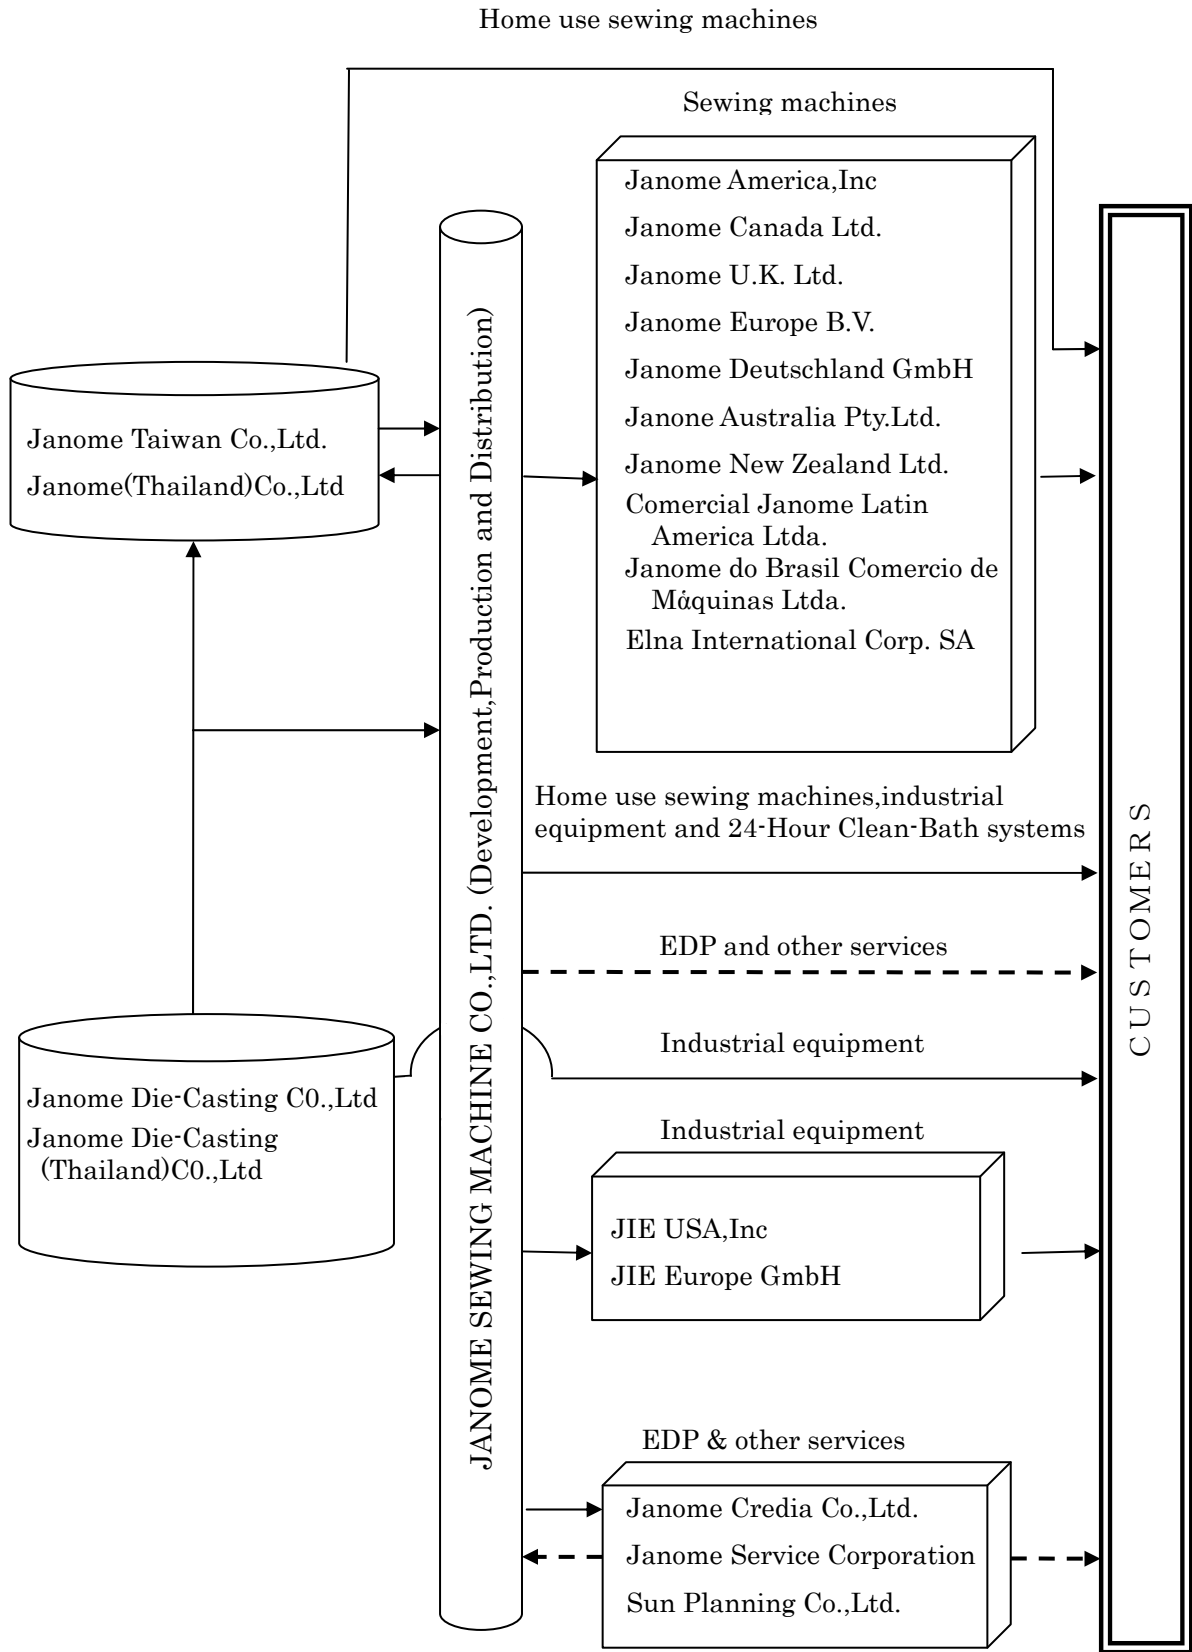 Home use sewing machines
Sewing machines
Janome America,Inc
Janome Canada Ltd.
Janome U.K. Ltd.
Janome Europe B.V.
Janome Deutschland GmbH
Janone Australia Pty.Ltd.
Janome New Zealand Ltd.
Comercial Janome Latin
America Ltda.
Janome do Brasil Comercio de
Mάquinas Ltda.
Elna International Corp. SA
Janome Taiwan Co.,Ltd.
Janome(Thailand)Co.,Ltd
JANOME SEWING MACHINE CO.,LTD. (Development,Production and Distribution)
Home use sewing machines,industrial
equipment and 24-Hour Clean-Bath systems
EDP and other services
Industrial equipment
Janome Die-Casting C0.,Ltd
Janome Die-Casting
(Thailand)C0.,Ltd
Industrial equipment
JIE USA,Inc
JIE Europe GmbH
EDP & other services
Janome Credia Co.,Ltd.
Janome Service Corporation
Sun Planning Co.,Ltd.
CUSTOMERS